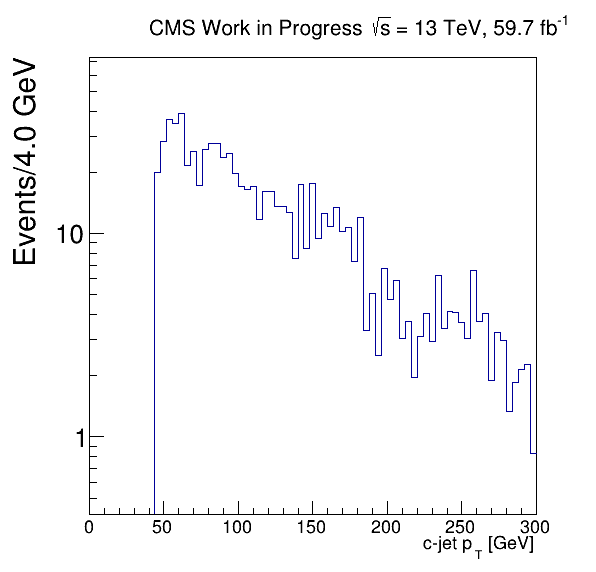 CMS Work in Progress √s = 13 TeV, 59.7 fb⁻¹
Events/4.0 GeV
10
1
0 50 100 150 200 250 300
c-jet p_T [GeV]